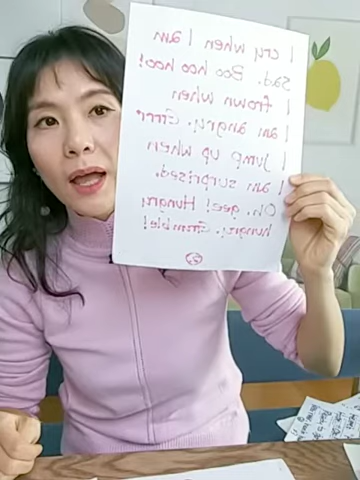 I cry when I am
sad. Boo hoo hoo!
I frown when
I am angry. Grrr
I jump up when
I am surprised.
Oh, gee! Hungry
hungry. Grumble!